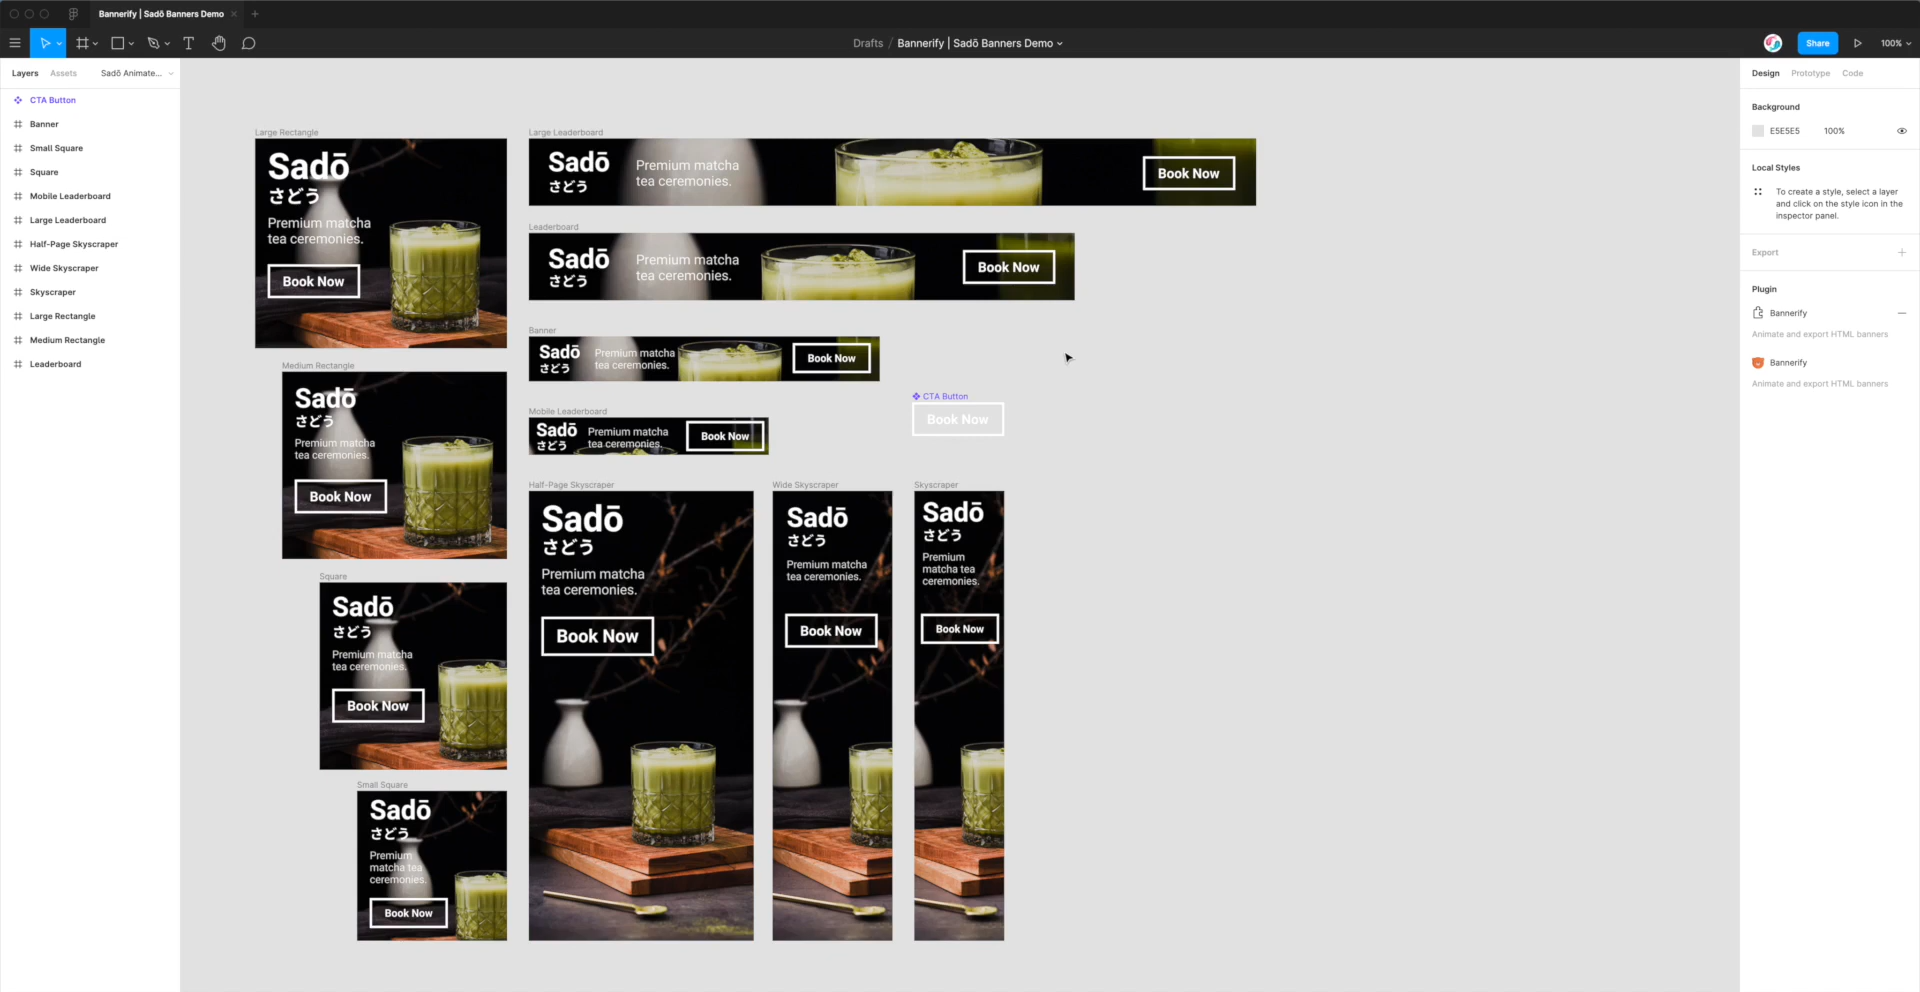 Bannerify | Sadō Banners Demo
Drafts / Bannerify | Sadō Banners Demo
Share
100%
Layers
Assets
Sadō Animate...
CTA Button
Banner
Small Square
Square
Mobile Leaderboard
Large Leaderboard
Half-Page Skyscraper
Wide Skyscraper
Skyscraper
Large Rectangle
Medium Rectangle
Leaderboard
Large Rectangle
Sadō
さどう
Premium matcha
tea ceremonies.
Book Now
Medium Rectangle
Sadō
さどう
Premium matcha
tea ceremonies.
Book Now
Square
Sadō
さどう
Premium matcha
tea ceremonies.
Book Now
Small Square
Sadō
さどう
Premium
matcha tea
ceremonies.
Book Now
Large Leaderboard
Sadō
さどう
Premium matcha
tea ceremonies.
Book Now
Leaderboard
Sadō
さどう
Premium matcha
tea ceremonies.
Book Now
Banner
Sadō
さどう
Premium matcha
tea ceremonies.
Book Now
Mobile Leaderboard
Sadō
さどう
Premium matcha
tea ceremonies.
Book Now
CTA Button
Book Now
Half-Page Skyscraper
Sadō
さどう
Premium matcha
tea ceremonies.
Book Now
Wide Skyscraper
Sadō
さどう
Premium matcha
tea ceremonies.
Book Now
Skyscraper
Sadō
さどう
Premium
matcha tea
ceremonies.
Book Now
Design
Prototype
Code
Background
E5E5E5
100%
Local Styles
To create a style, select a layer
and click on the style icon in the
inspector panel.
Export
Plugin
Bannerify
Animate and export HTML banners
Bannerify
Animate and export HTML banners